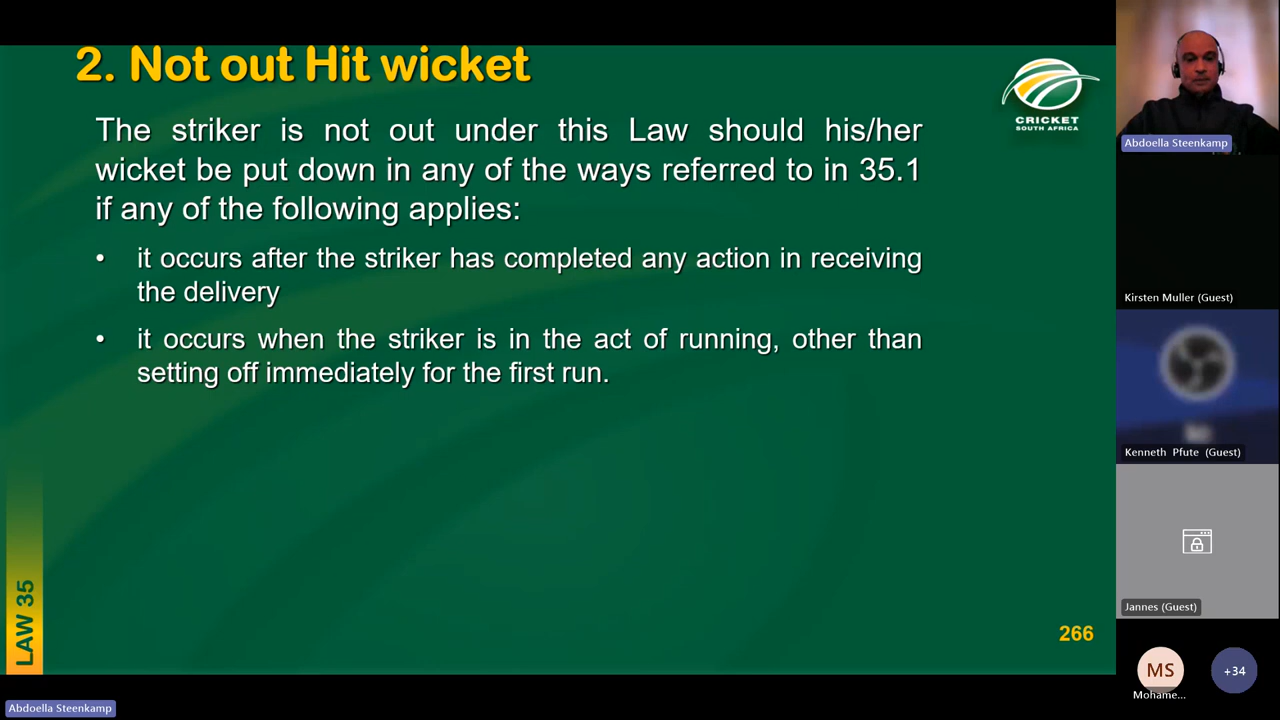 2. Not out Hit wicket
CRICKET
SOUTH AFRICA
The striker is not out under this Law should his/her
wicket be put down in any of the ways referred to in 35.1
if any of the following applies:
• it occurs after the striker has completed any action in receiving
the delivery
• it occurs when the striker is in the act of running, other than
setting off immediately for the first run.
LAW 35
266
Abdoella Steenkamp
Abdoella Steenkamp
Kirsten Muller (Guest)
Kenneth Pfute (Guest)
Jannes (Guest)
MS
+34
Mohame...